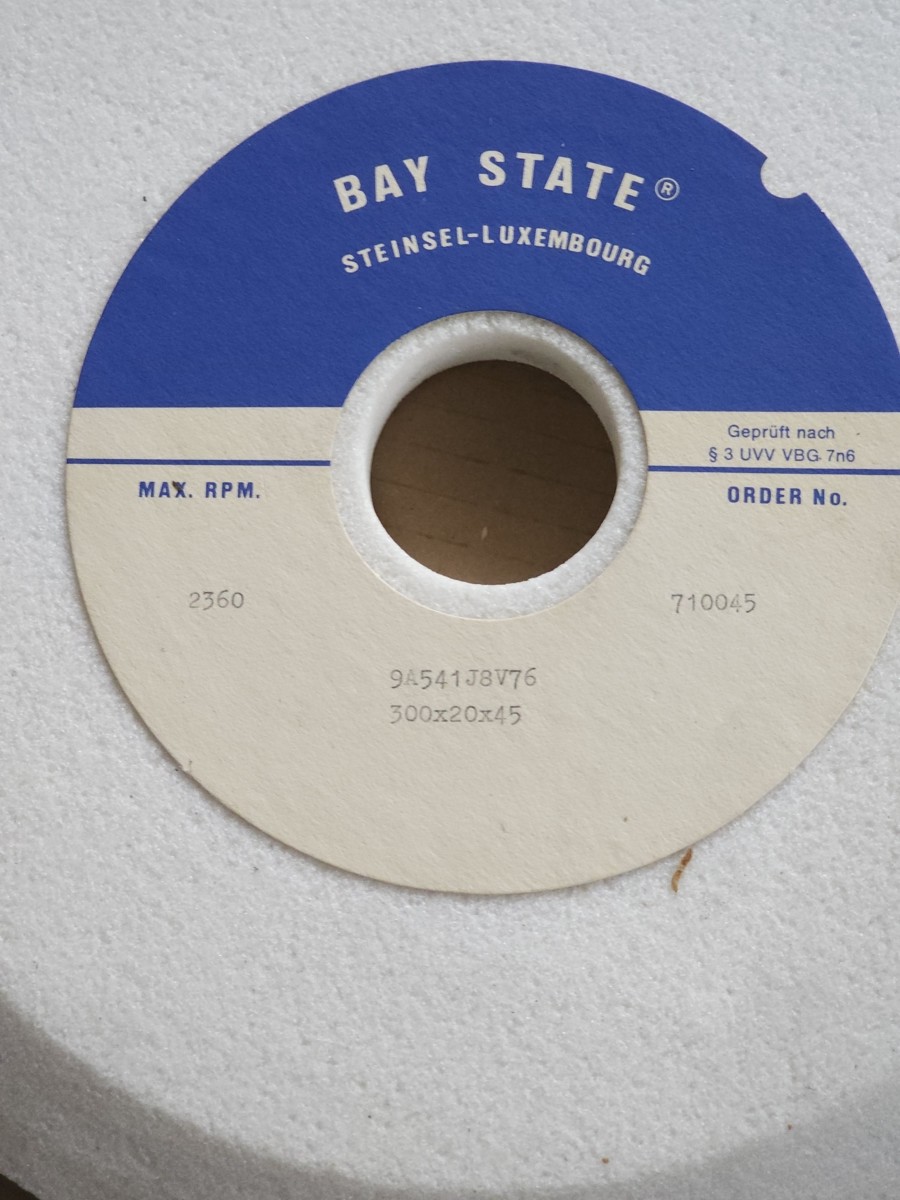 BAY STATE®
STEINSEL-LUXEMBOURG
Geprüft nach
§ 3 UVV VBG 7n6
MAX. RPM.
ORDER No.
2360
710045
9A541J8V76
300x20x45